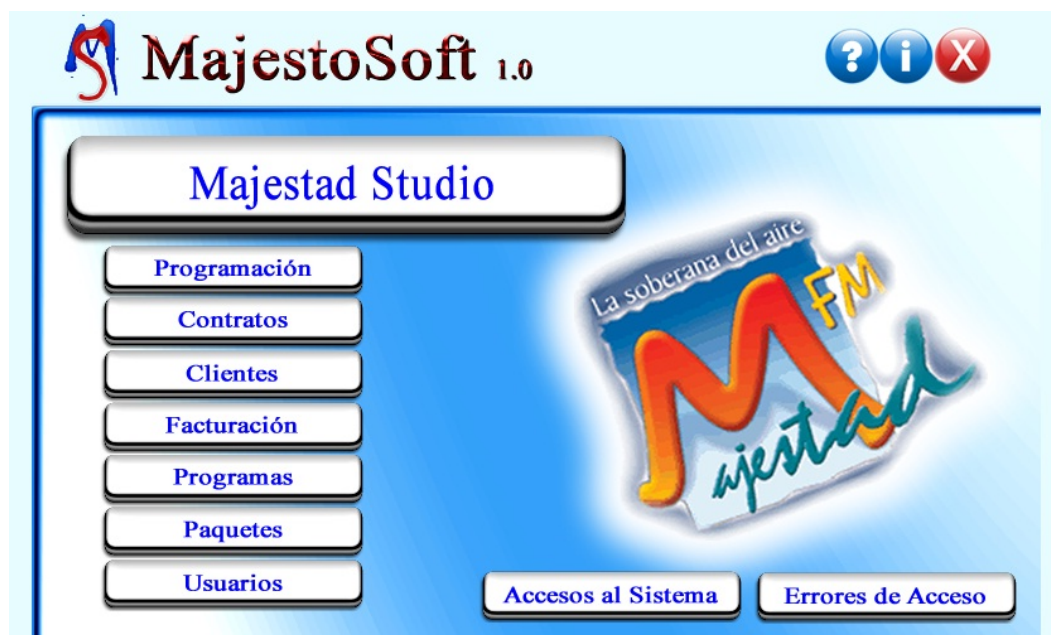 MajestoSoft 1.0
? i X
Majestad Studio
La soberana del aire
FM
Majestad
Programación
Contratos
Clientes
Facturación
Programas
Paquetes
Usuarios
Accesos al Sistema
Errores de Acceso